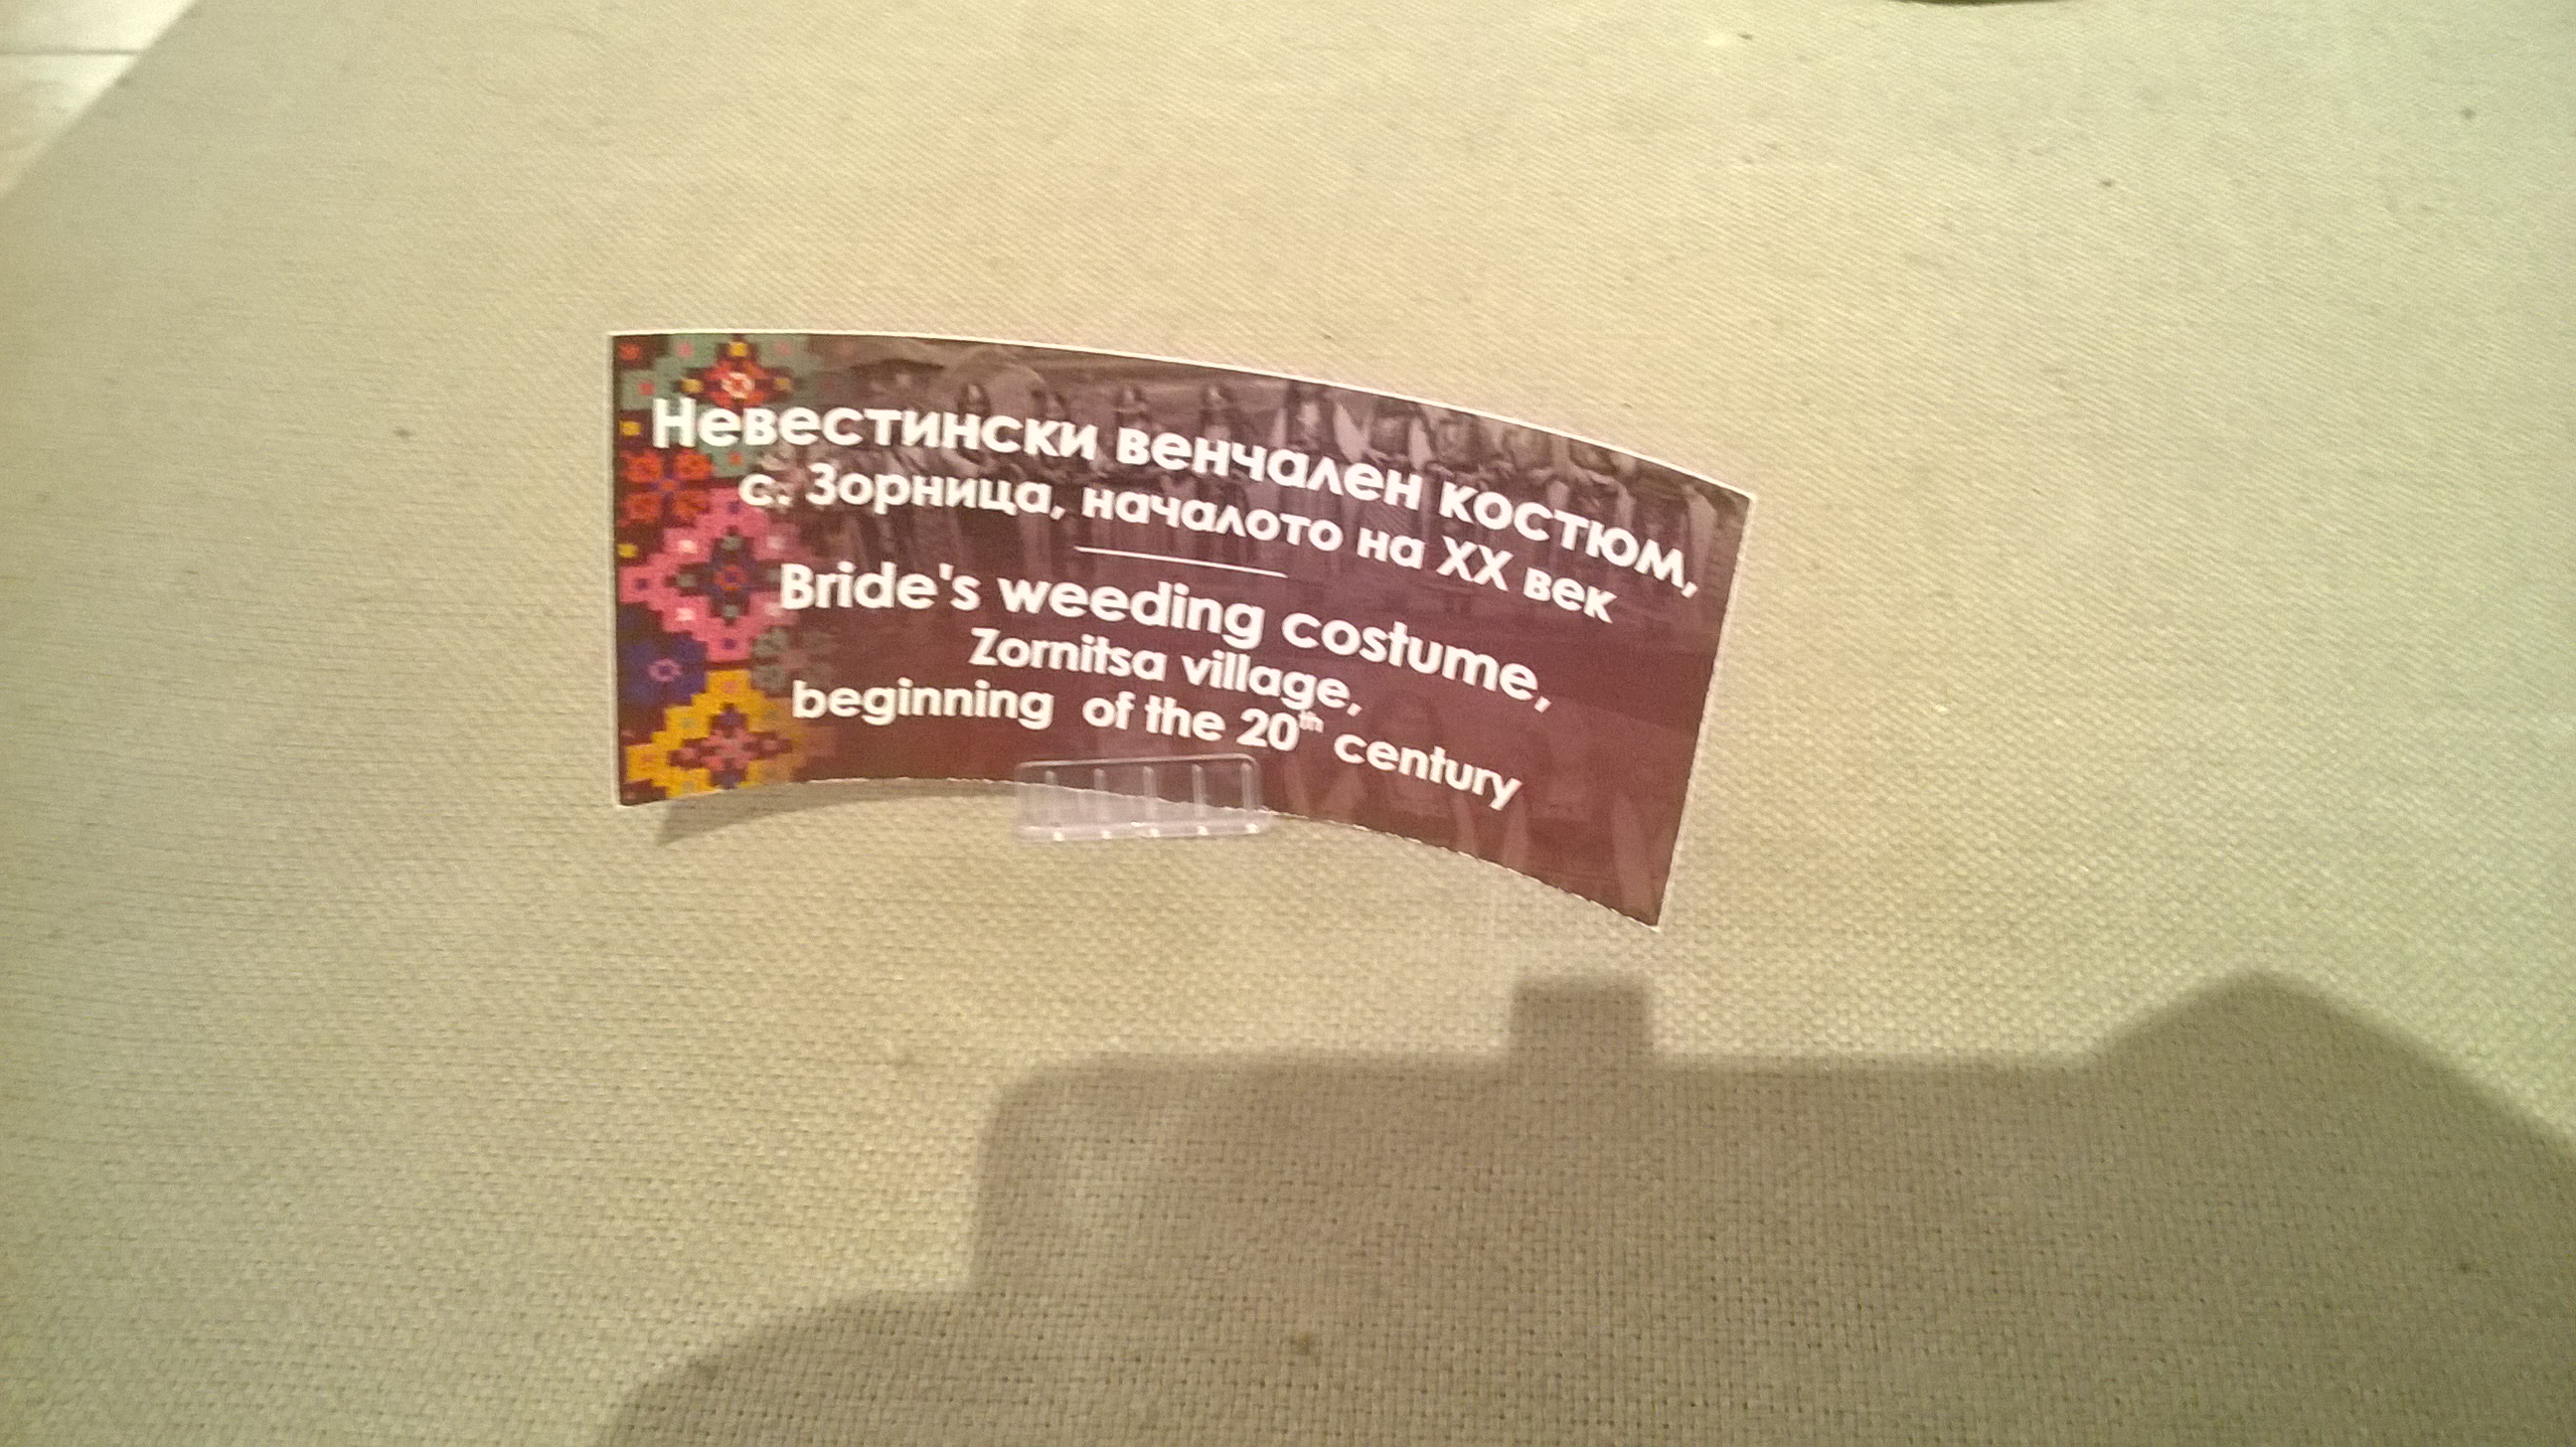 Невестински венчален костюм,
с. Зорница, началото на XX век
Bride's weeding costume,
Zornitsa village,
beginning of the 20th century